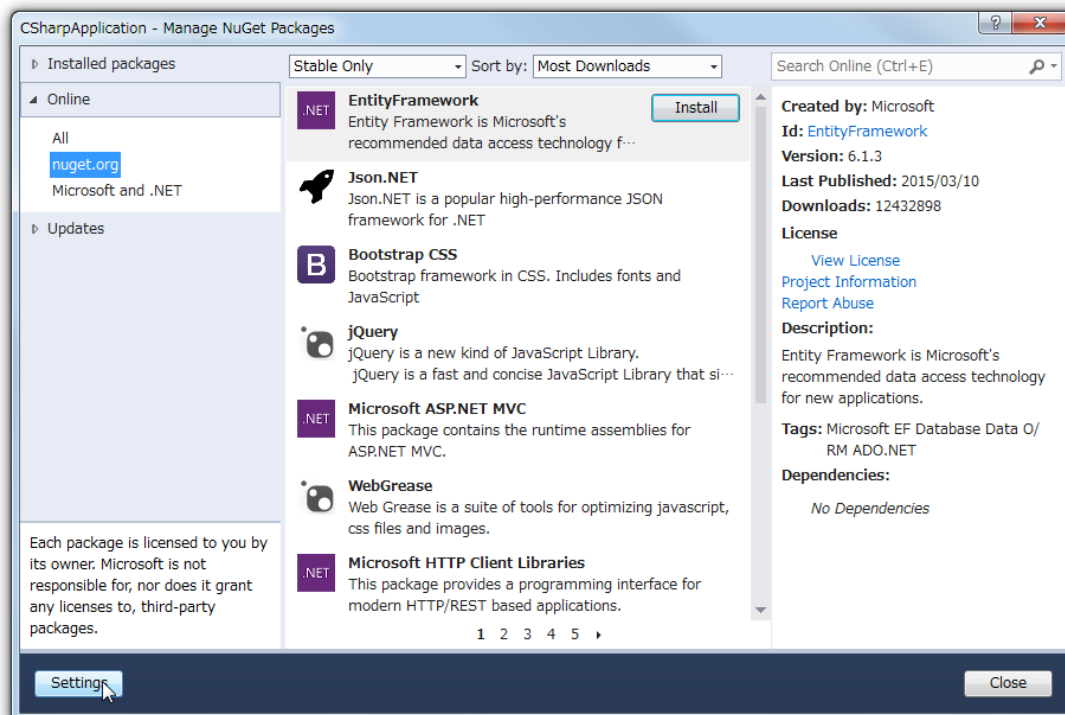 CSharpApplication - Manage NuGet Packages
Installed packages
Online
All
nuget.org
Microsoft and .NET
Updates
Each package is licensed to you by
its owner. Microsoft is not
responsible for, nor does it grant
any licenses to, third-party
packages.
Stable Only
Sort by: Most Downloads
.NET
EntityFramework
Install
Entity Framework is Microsoft's
recommended data access technology f···
Json.NET
Json.NET is a popular high-performance JSON
framework for .NET
B
Bootstrap CSS
Bootstrap framework in CSS. Includes fonts and
JavaScript
jQuery
jQuery is a new kind of JavaScript Library.
jQuery is a fast and concise JavaScript Library that si···
.NET
Microsoft ASP.NET MVC
This package contains the runtime assemblies for
ASP.NET MVC.
WebGrease
Web Grease is a suite of tools for optimizing javascript,
css files and images.
.NET
Microsoft HTTP Client Libraries
This package provides a programming interface for
modern HTTP/REST based applications.
1 2 3 4 5
Search Online (Ctrl+E)
Created by: Microsoft
Id: EntityFramework
Version: 6.1.3
Last Published: 2015/03/10
Downloads: 12432898
License
View License
Project Information
Report Abuse
Description:
Entity Framework is Microsoft's
recommended data access technology
for new applications.
Tags: Microsoft EF Database Data O/
RM ADO.NET
Dependencies:
No Dependencies
Settings
Close